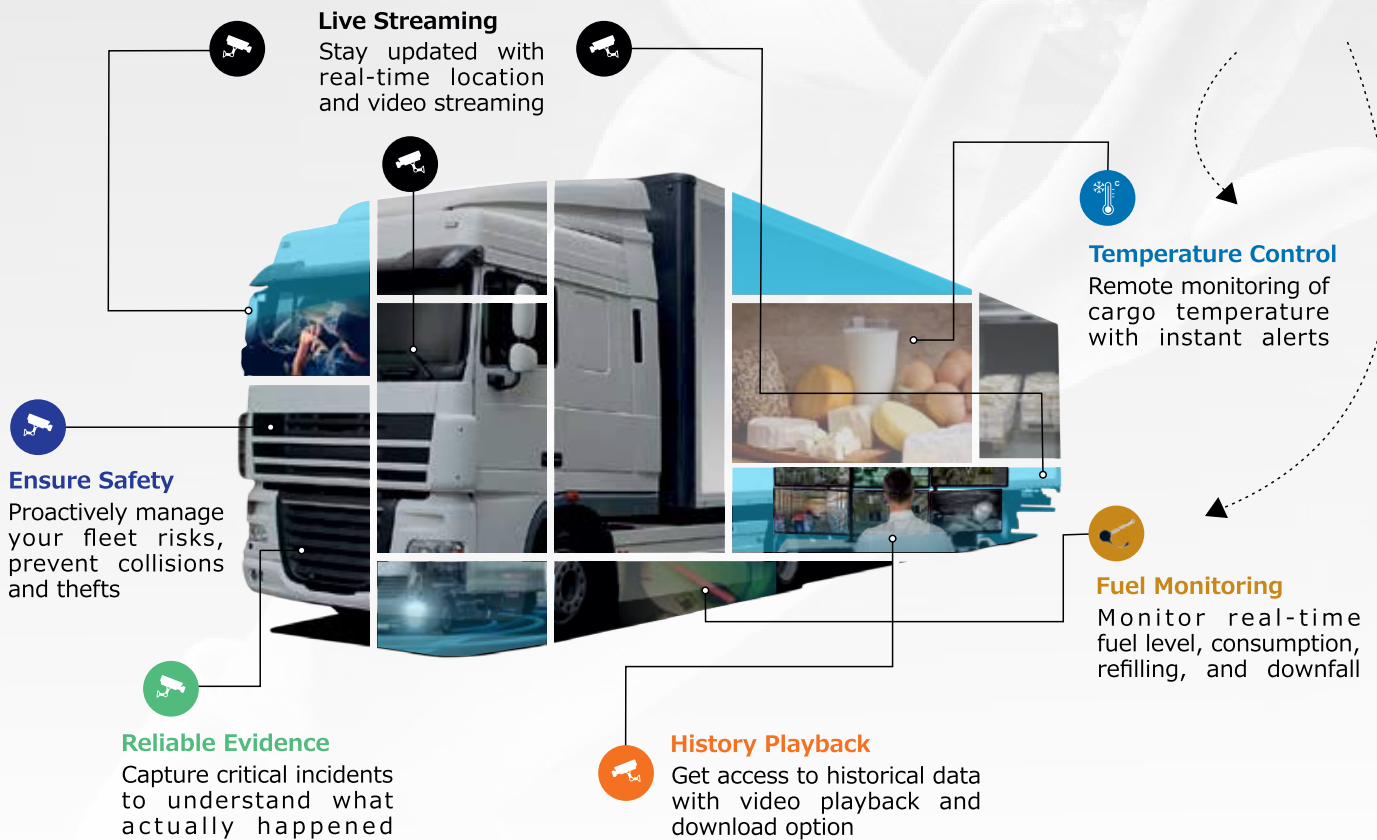 Live Streaming
Stay updated with
real-time location
and video streaming
C
Temperature Control
Remote monitoring of
cargo temperature
with instant alerts
Ensure Safety
Proactively manage
your fleet risks,
prevent collisions
and thefts
Fuel Monitoring
Monitor real-time
fuel level, consumption,
refilling, and downfall
Reliable Evidence
Capture critical incidents
to understand what
actually happened
History Playback
Get access to historical data
with video playback and
download option